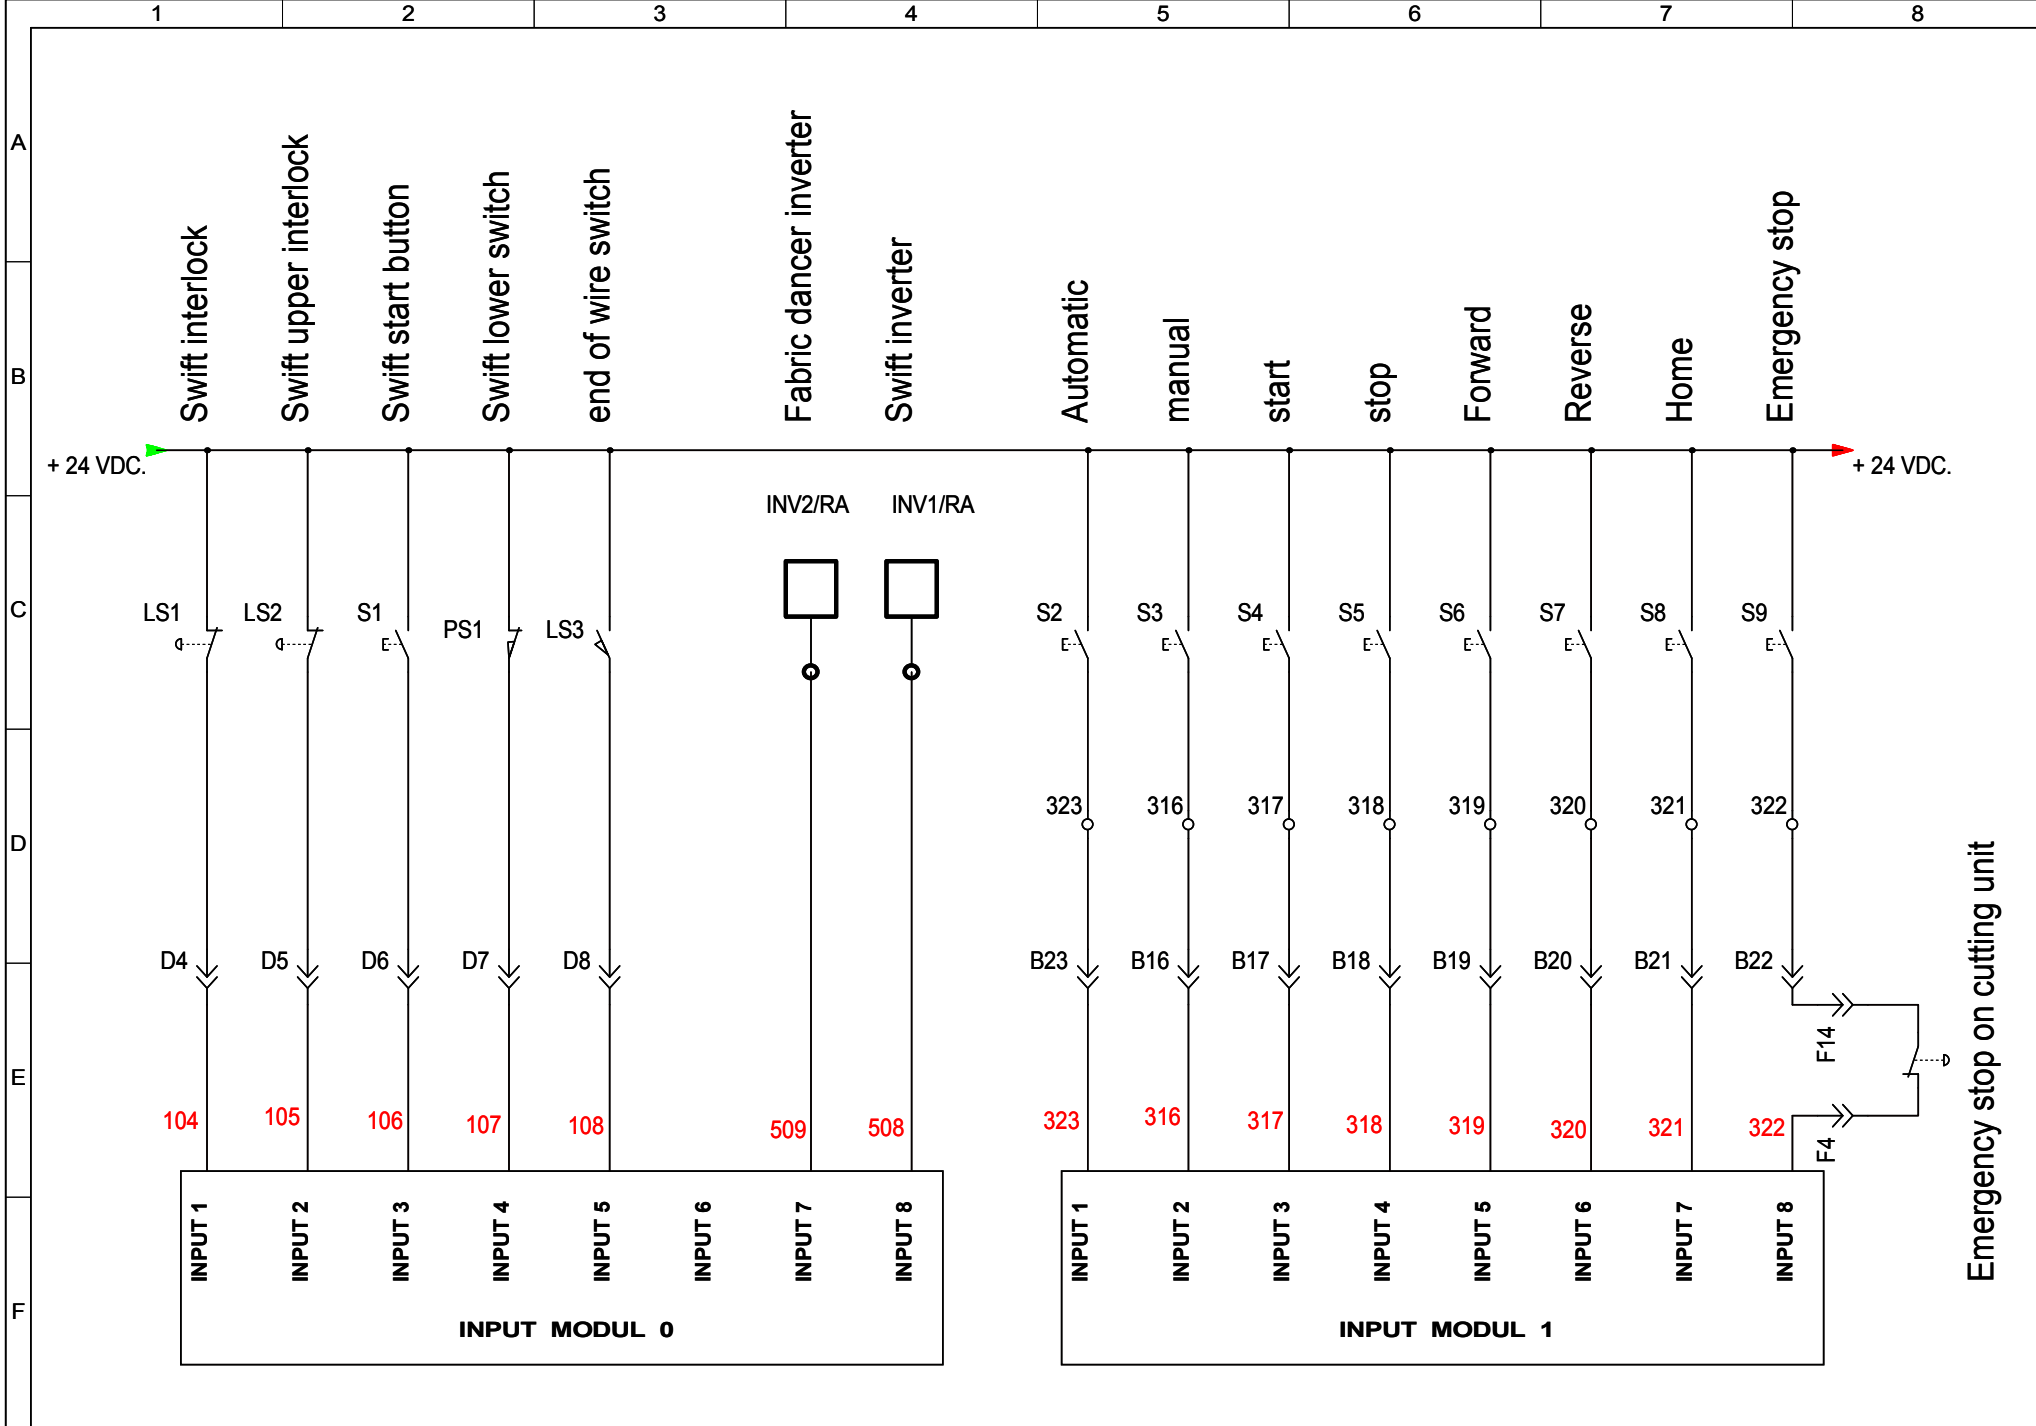 1 2 3 4 5 6 7 8
A
B
C
D
E
F
Swift interlock
Swift upper interlock
Swift start button
Swift lower switch
end of wire switch
Fabric dancer inverter
Swift inverter
Automatic
manual
start
stop
Forward
Reverse
Home
Emergency stop
+ 24 VDC.
+ 24 VDC.
INV2/RA INV1/RA
LS1 LS2 S1 PS1 LS3 S2 S3 S4 S5 S6 S7 S8 S9
323 316 317 318 319 320 321 322
D4 D5 D6 D7 D8 B23 B16 B17 B18 B19 B20 B21 B22
F14
F4
Emergency stop on cutting unit
104 105 106 107 108 509 508 323 316 317 318 319 320 321 322
INPUT 1
INPUT 2
INPUT 3
INPUT 4
INPUT 5
INPUT 6
INPUT 7
INPUT 8
INPUT MODUL 0
INPUT 1
INPUT 2
INPUT 3
INPUT 4
INPUT 5
INPUT 6
INPUT 7
INPUT 8
INPUT MODUL 1